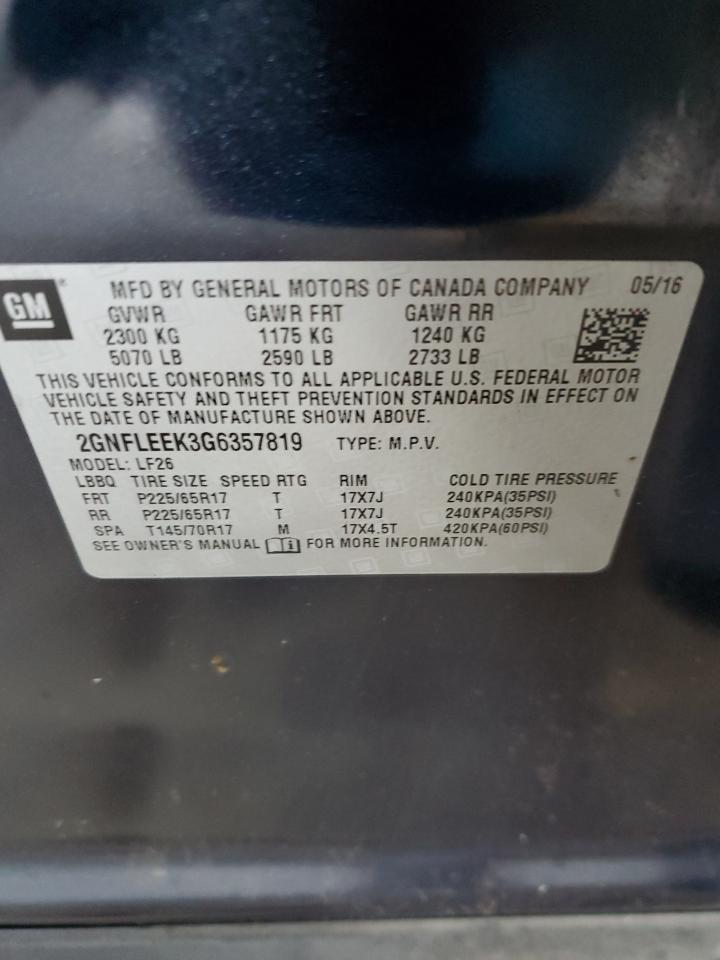 GM®
MFD BY GENERAL MOTORS OF CANADA COMPANY 05/16
GVWR GAWR FRT GAWR RR
2300 KG 1175 KG 1240 KG
5070 LB 2590 LB 2733 LB
THIS VEHICLE CONFORMS TO ALL APPLICABLE U.S. FEDERAL MOTOR
VEHICLE SAFETY AND THEFT PREVENTION STANDARDS IN EFFECT ON
THE DATE OF MANUFACTURE SHOWN ABOVE.
2GNFLEEK3G6357819 TYPE: M.P.V.
MODEL: LF26
LBBQ TIRE SIZE SPEED RTG RIM COLD TIRE PRESSURE
FRT P225/65R17 T 17X7J 240KPA(35PSI)
RR P225/65R17 T 17X7J 240KPA(35PSI)
SPA T145/70R17 M 17X4.5T 420KPA(60PSI)
SEE OWNER'S MANUAL FOR MORE INFORMATION.